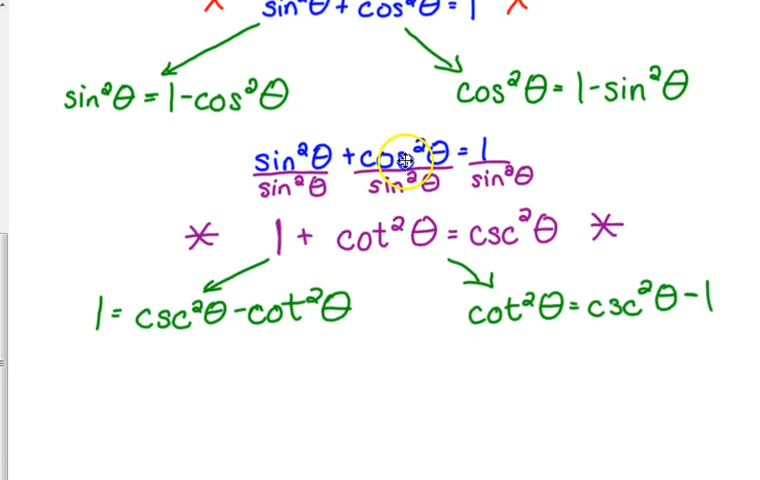 * sin²θ + cos²θ = 1 *
sin²θ = 1-cos²θ    cos²θ = 1-sin²θ
sin²θ/sin²θ + cos²θ/sin²θ = 1/sin²θ
* 1 + cot²θ = csc²θ *
1 = csc²θ - cot²θ    cot²θ = csc²θ - 1